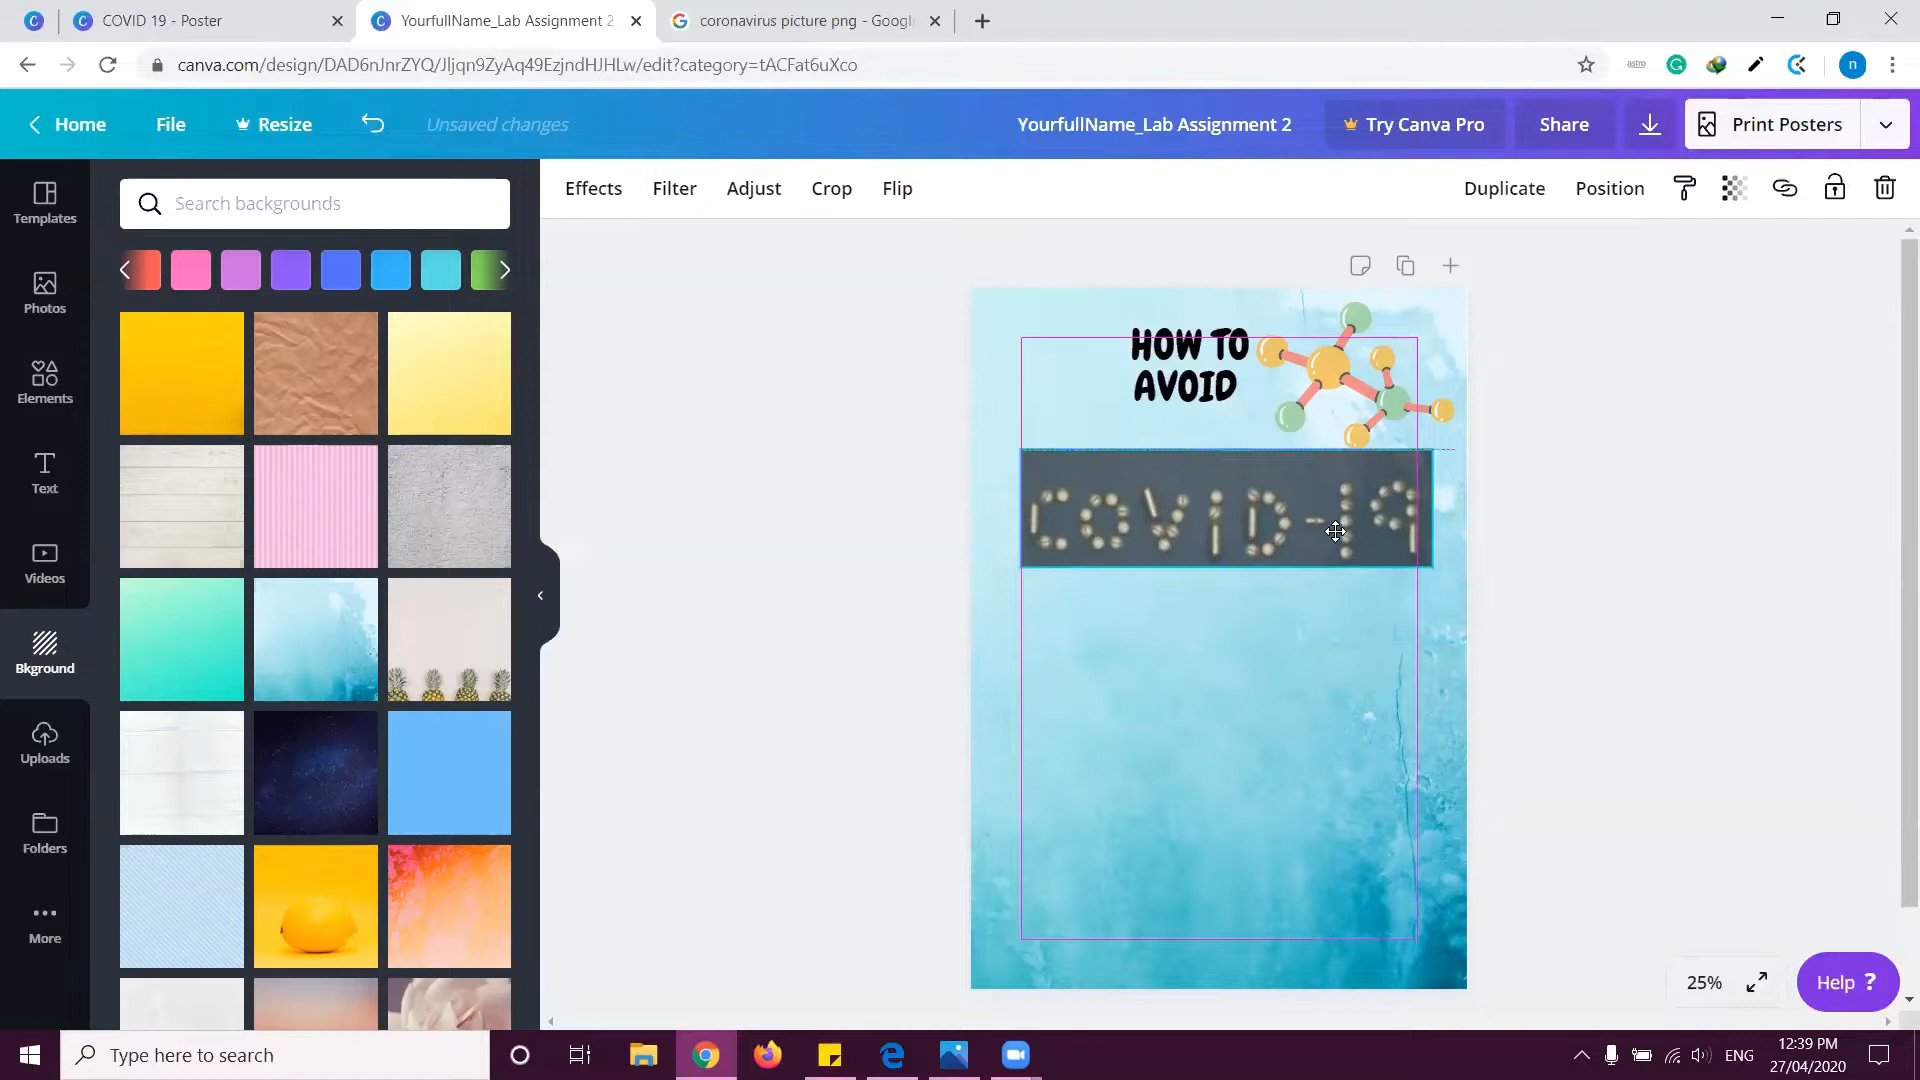 COVID 19 - Poster
YourfullName_Lab Assignment 2
coronavirus picture png - Googl
canva.com/design/DAD6nJnrZYQ/Jljqn9ZyAq49EzjndHJHLw/edit?category=tACFat6uXco
astro
n
Home
File
Resize
Unsaved changes
YourfullName_Lab Assignment 2
Try Canva Pro
Share
Print Posters
Templates
Photos
Elements
Text
Videos
Bkground
Uploads
Folders
More
Search backgrounds
Effects
Filter
Adjust
Crop
Flip
Duplicate
Position
HOW TO
AVOID
COVID-19
25%
Help ?
Type here to search
ENG
12:39 PM
27/04/2020